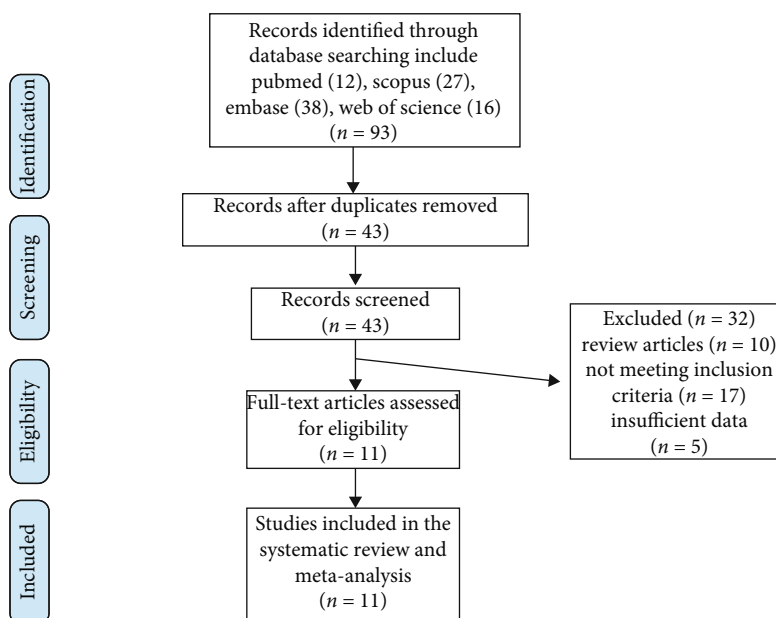 Identification
Records identified through
database searching include
pubmed (12), scopus (27),
embase (38), web of science (16)
(n = 93)
Records after duplicates removed
(n = 43)
Screening
Records screened
(n = 43)
Excluded (n = 32)
review articles (n = 10)
not meeting inclusion
criteria (n = 17)
insufficient data
(n = 5)
Eligibility
Full-text articles assessed
for eligibility
(n = 11)
Included
Studies included in the
systematic review and
meta-analysis
(n = 11)